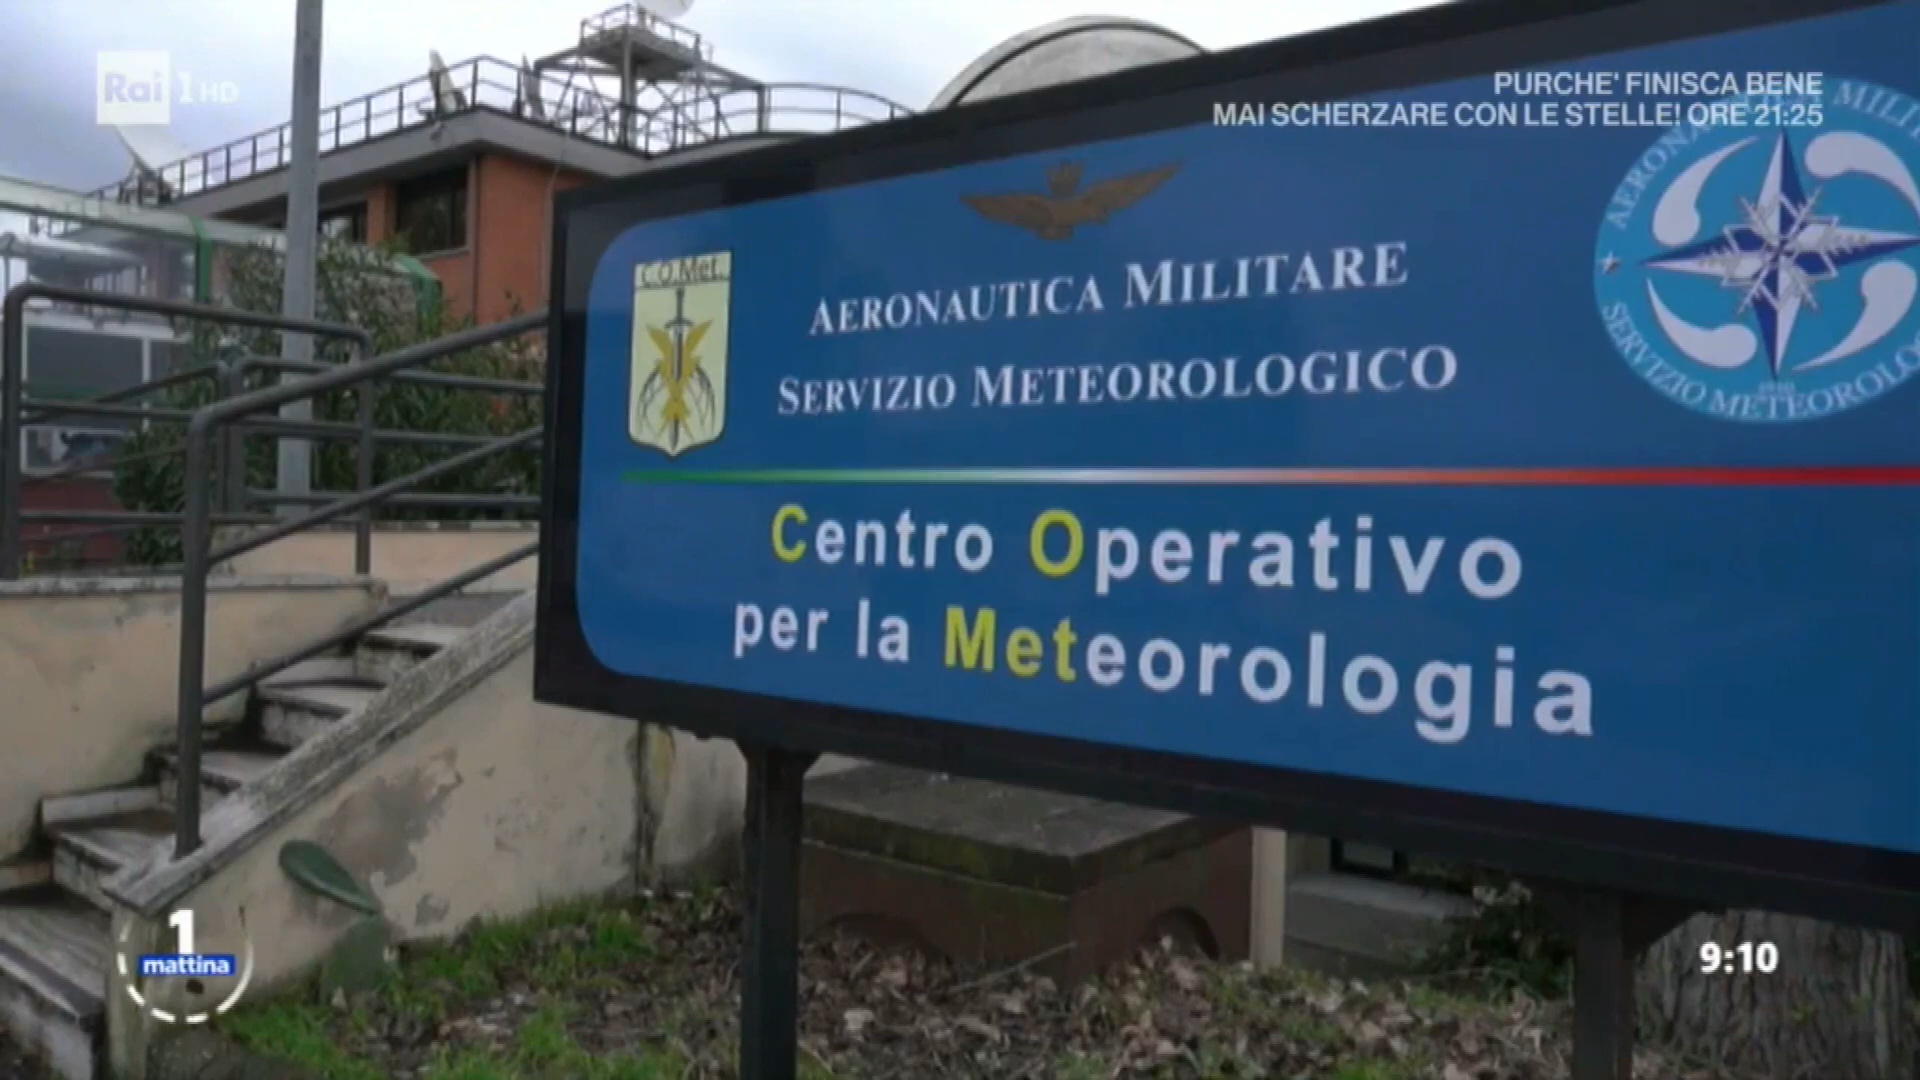 Rai 1 HD
PURCHE' FINISCA BENE
MAI SCHERZARE CON LE STELLE! ORE 21:25
C.O.Met.
AERONAUTICA MILITARE
SERVIZIO METEOROLOGICO
SERVIZIO
Centro Operativo
per la Meteorologia
1
mattina
9:10